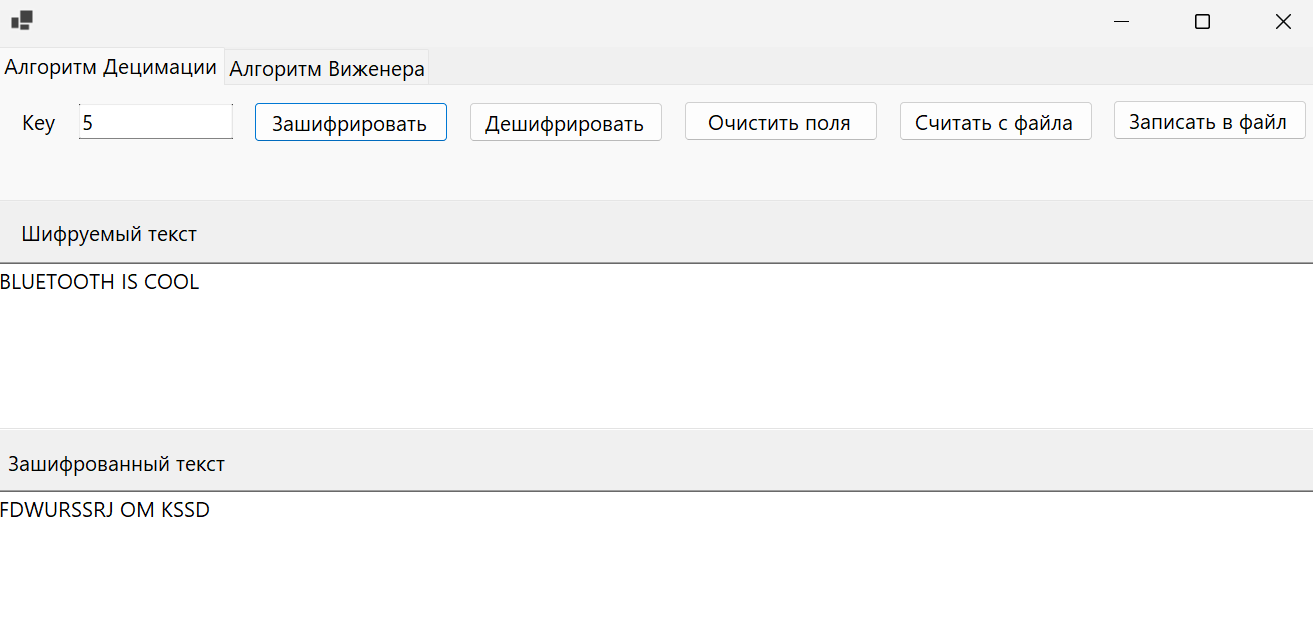 Алгоритм Децимации Алгоритм Виженера
Key 5 Зашифрировать Дешифрировать Очистить поля Считать с файла Записать в файл
Шифруемый текст
BLUETOOTH IS COOL
Зашифрованный текст
FDWURSSRJ OM KSSD